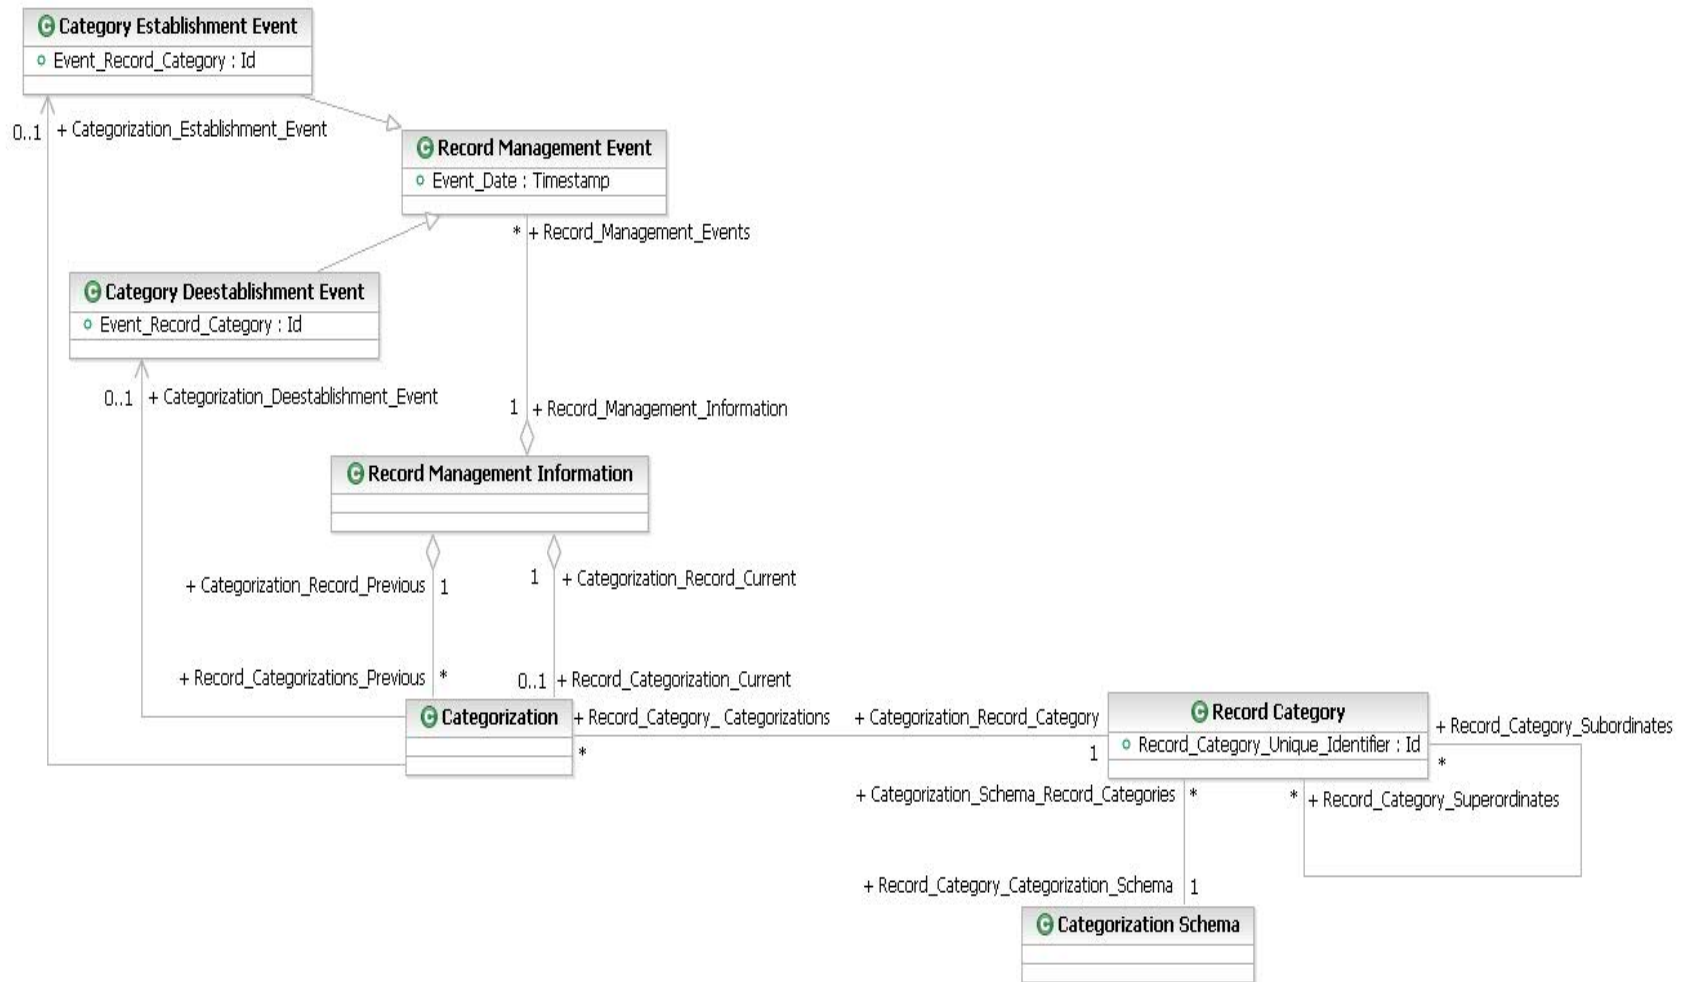 Category Establishment Event
Event_Record_Category : Id
0..1 + Categorization_Establishment_Event
Record Management Event
Event_Date : Timestamp
* + Record_Management_Events
Category Deestablishment Event
Event_Record_Category : Id
0..1 + Categorization_Deestablishment_Event
1 + Record_Management_Information
Record Management Information
+ Categorization_Record_Previous 1
1 + Categorization_Record_Current
+ Record_Categorizations_Previous *
0..1 + Record_Categorization_Current
Categorization
+ Record_Category_ Categorizations
*
+ Categorization_Record_Category
1
Record Category
Record_Category_Unique_Identifier : Id
+ Record_Category_Subordinates
*
+ Categorization_Schema_Record_Categories *
* + Record_Category_Superordinates
+ Record_Category_Categorization_Schema 1
Categorization Schema